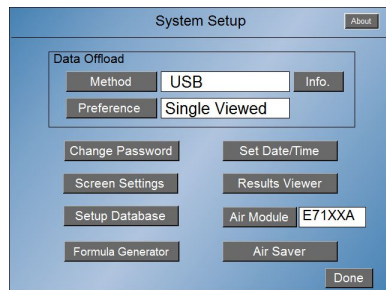 System Setup About
Data Offload
Method USB Info.
Preference Single Viewed
Change Password Set Date/Time
Screen Settings Results Viewer
Setup Database Air Module E71XXA
Formula Generator Air Saver
Done